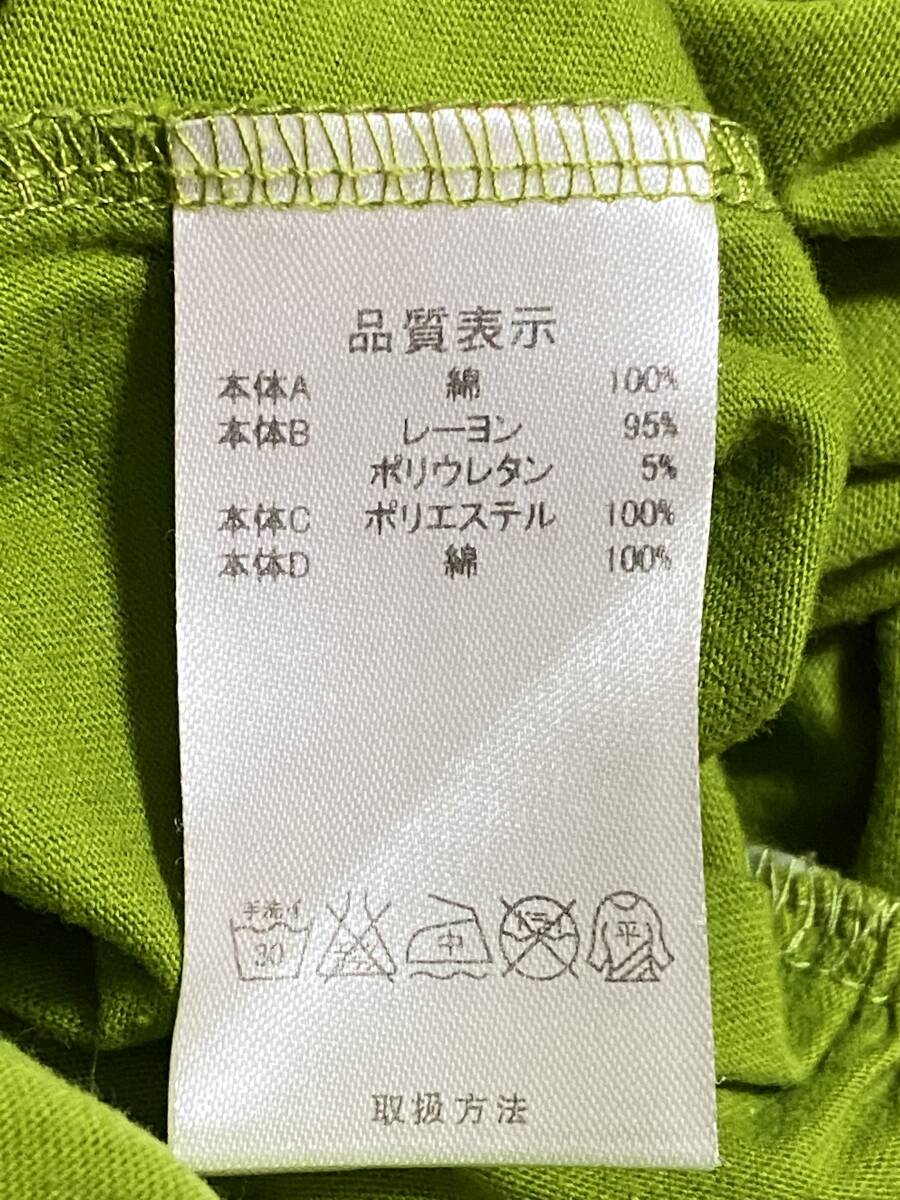 品質表示
本体A 綿 100%
本体B レーヨン 95%
ポリウレタン 5%
本体C ポリエステル 100%
本体D 綿 100%
手洗イ 30 中 平
取扱方法